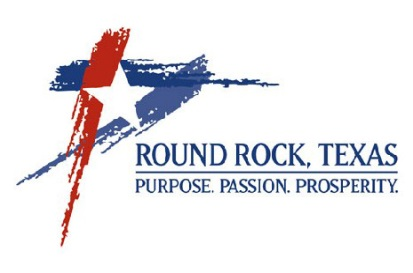 ROUND ROCK, TEXAS
PURPOSE. PASSION. PROSPERITY.